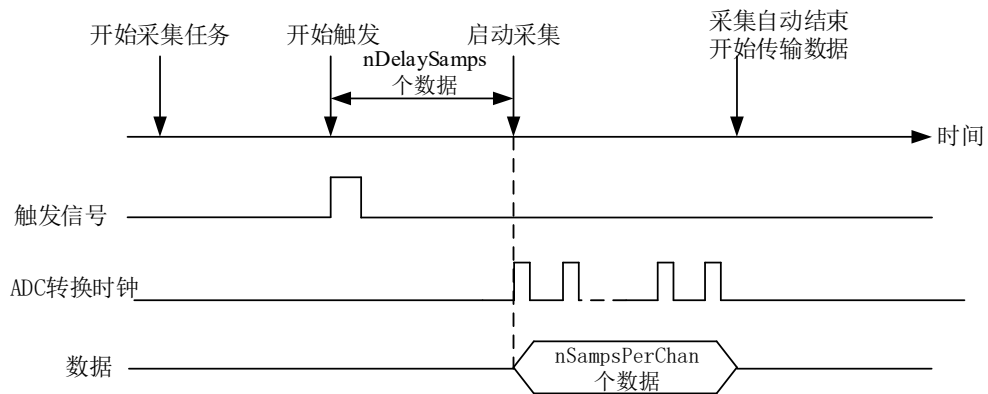 开始采集任务
开始触发
启动采集
采集自动结束
开始传输数据
nDelaySamps
个数据
时间
触发信号
ADC转换时钟
数据
nSampsPerChan
个数据